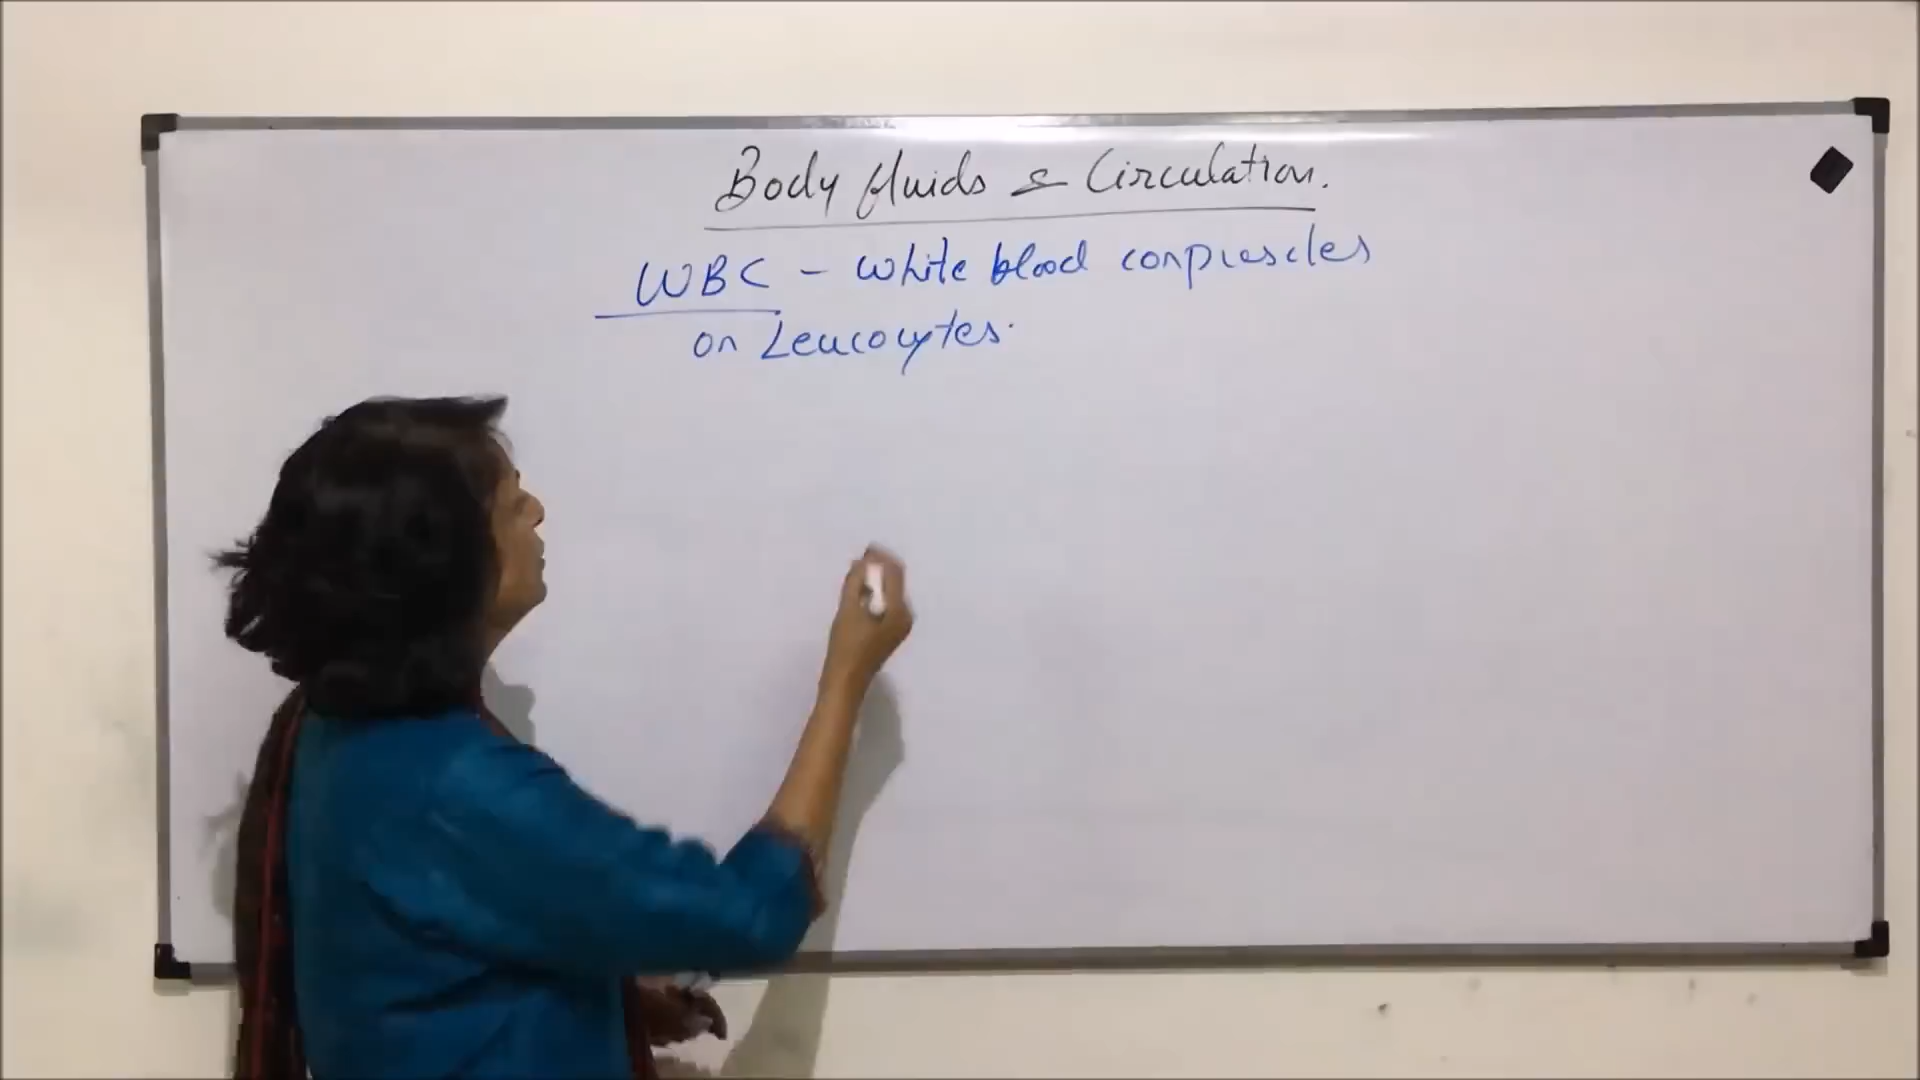 Body fluids & Circulation.
WBC - White blood corpuscles
or Leucocytes.